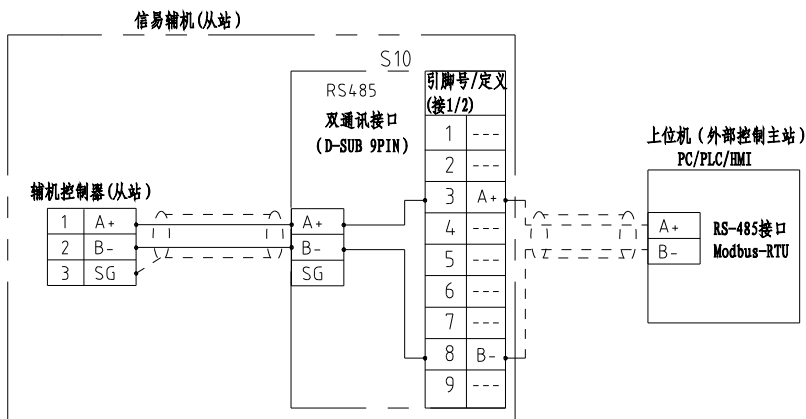 信易辅机(从站)
S10
RS485
双通讯接口
(D-SUB 9PIN)
引脚号/定义
(接1/2)
1 ---
2 ---
3 A+
4 ---
5 ---
6 ---
7 ---
8 B-
9 ---
辅机控制器(从站)
1 A+
2 B-
3 SG
A+
B-
SG
上位机(外部控制主站)
PC/PLC/HMI
A+
B-
RS-485接口
Modbus-RTU